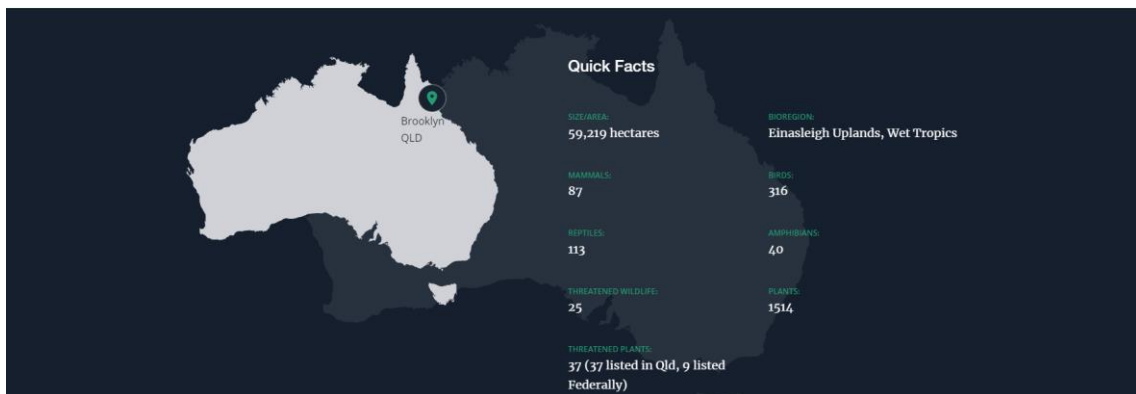 Brooklyn
QLD
Quick Facts
SIZE/AREA:
59,219 hectares
BIOREGION:
Einasleigh Uplands, Wet Tropics
MAMMALS:
87
BIRDS:
316
REPTILES:
113
AMPHIBIANS:
40
THREATENED WILDLIFE:
25
PLANTS:
1514
THREATENED PLANTS:
37 (37 listed in Qld, 9 listed
Federally)